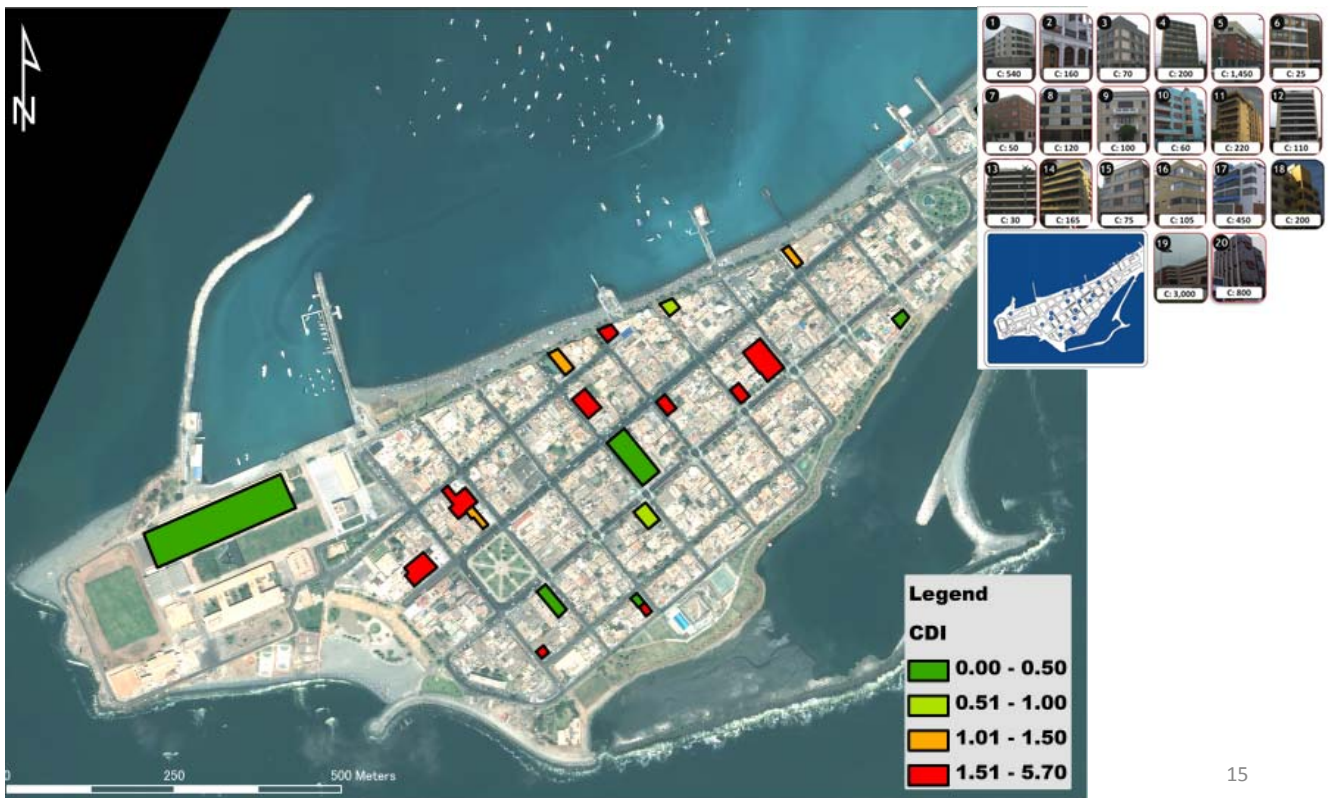 N
1 2 3 4 5 6
C: 540 C: 160 C: 70 C: 200 C: 1,450 C: 25
7 8 9 10 11 12
C: 50 C: 120 C: 100 C: 60 C: 220 C: 110
13 14 15 16 17 18
C: 30 C: 165 C: 75 C: 105 C: 450 C: 200
19 20
C: 3,000 C: 800
Legend
CDI
0.00 - 0.50
0.51 - 1.00
1.01 - 1.50
1.51 - 5.70
0 250 500 Meters
15